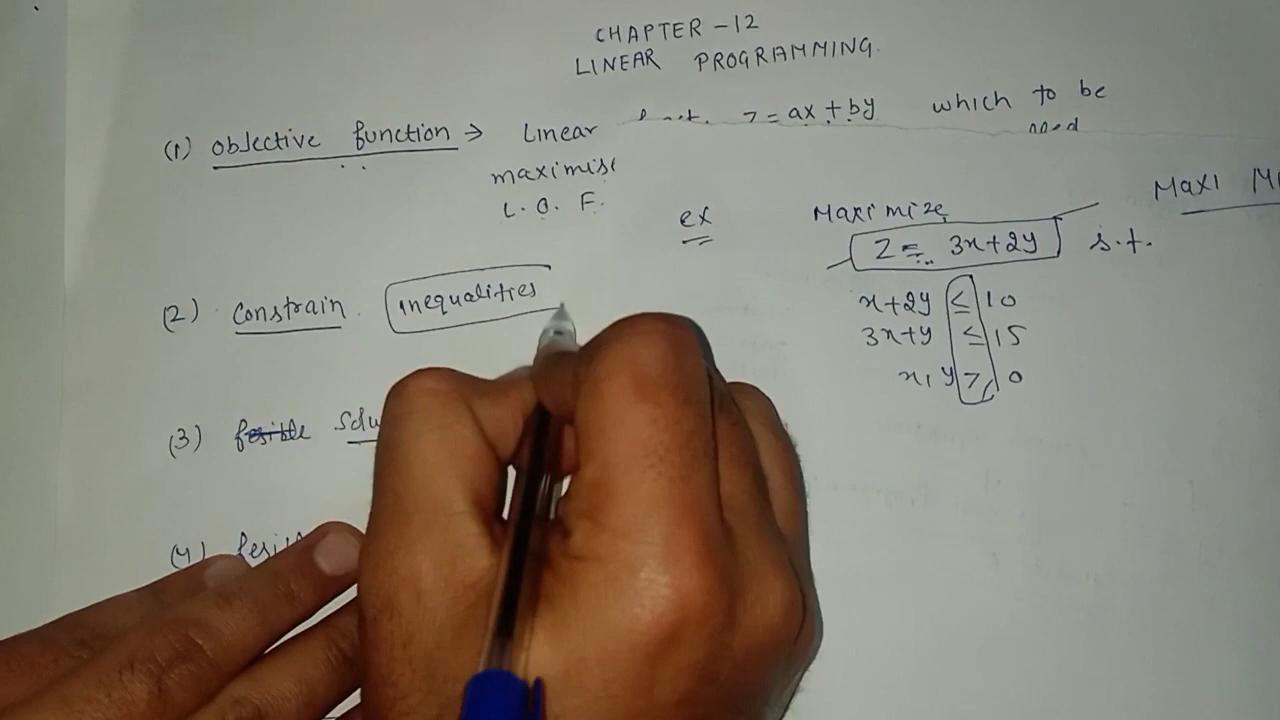 CHAPTER - 12
LINEAR PROGRAMMING.
(1) objective function → Linear z = ax + by which to be
maximise
L. O. F.
ex Maximize Maxi
Z = 3x+2y s.t.
(2) Constrain inequalities x+2y ≤ 10
3x+y ≤ 15
x, y ≥ 0
(3)
(4)